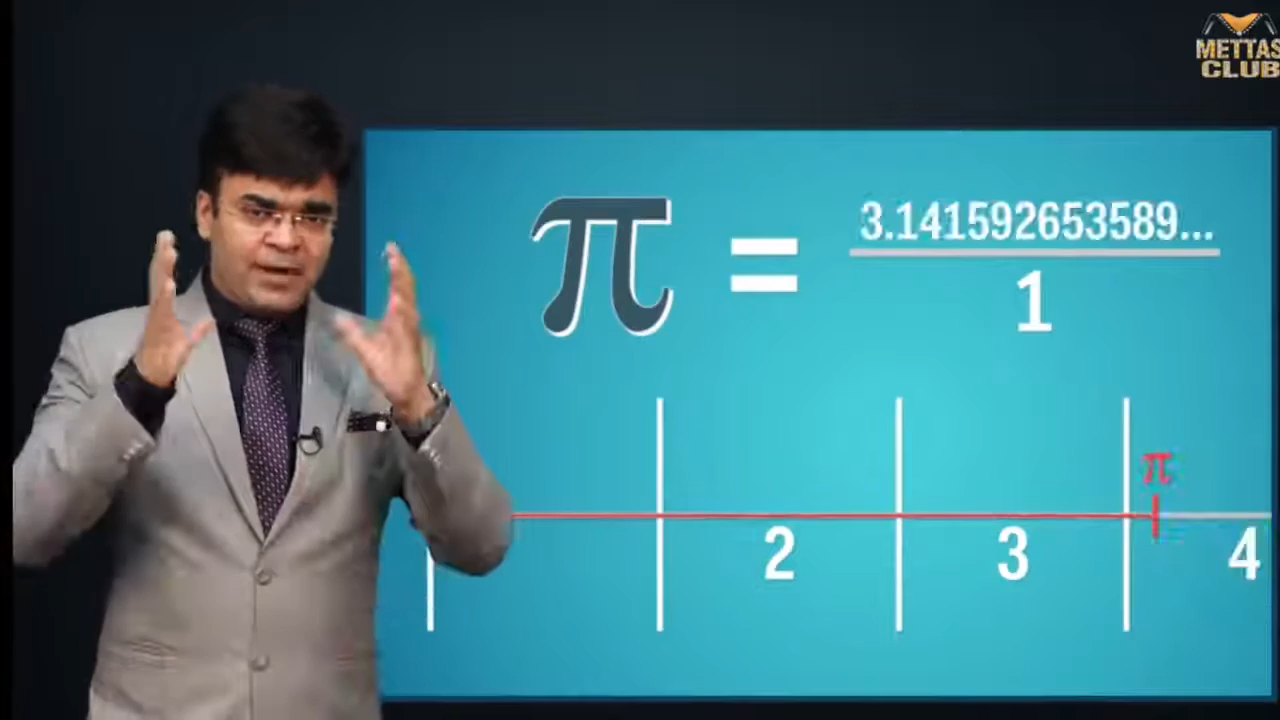 METTAS
CLUB
π = 3.141592653589...
1
π
2 3 4